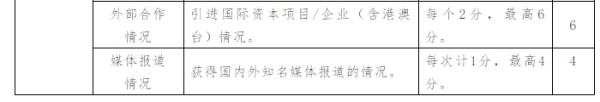 外部合作 引进国际资本项目/企业（含港澳 每个2分，最高6 6
情况 台）情况。 分。
媒体报道 获得国内外知名媒体报道的情况。 每次计1分，最高4 4
情况 分。